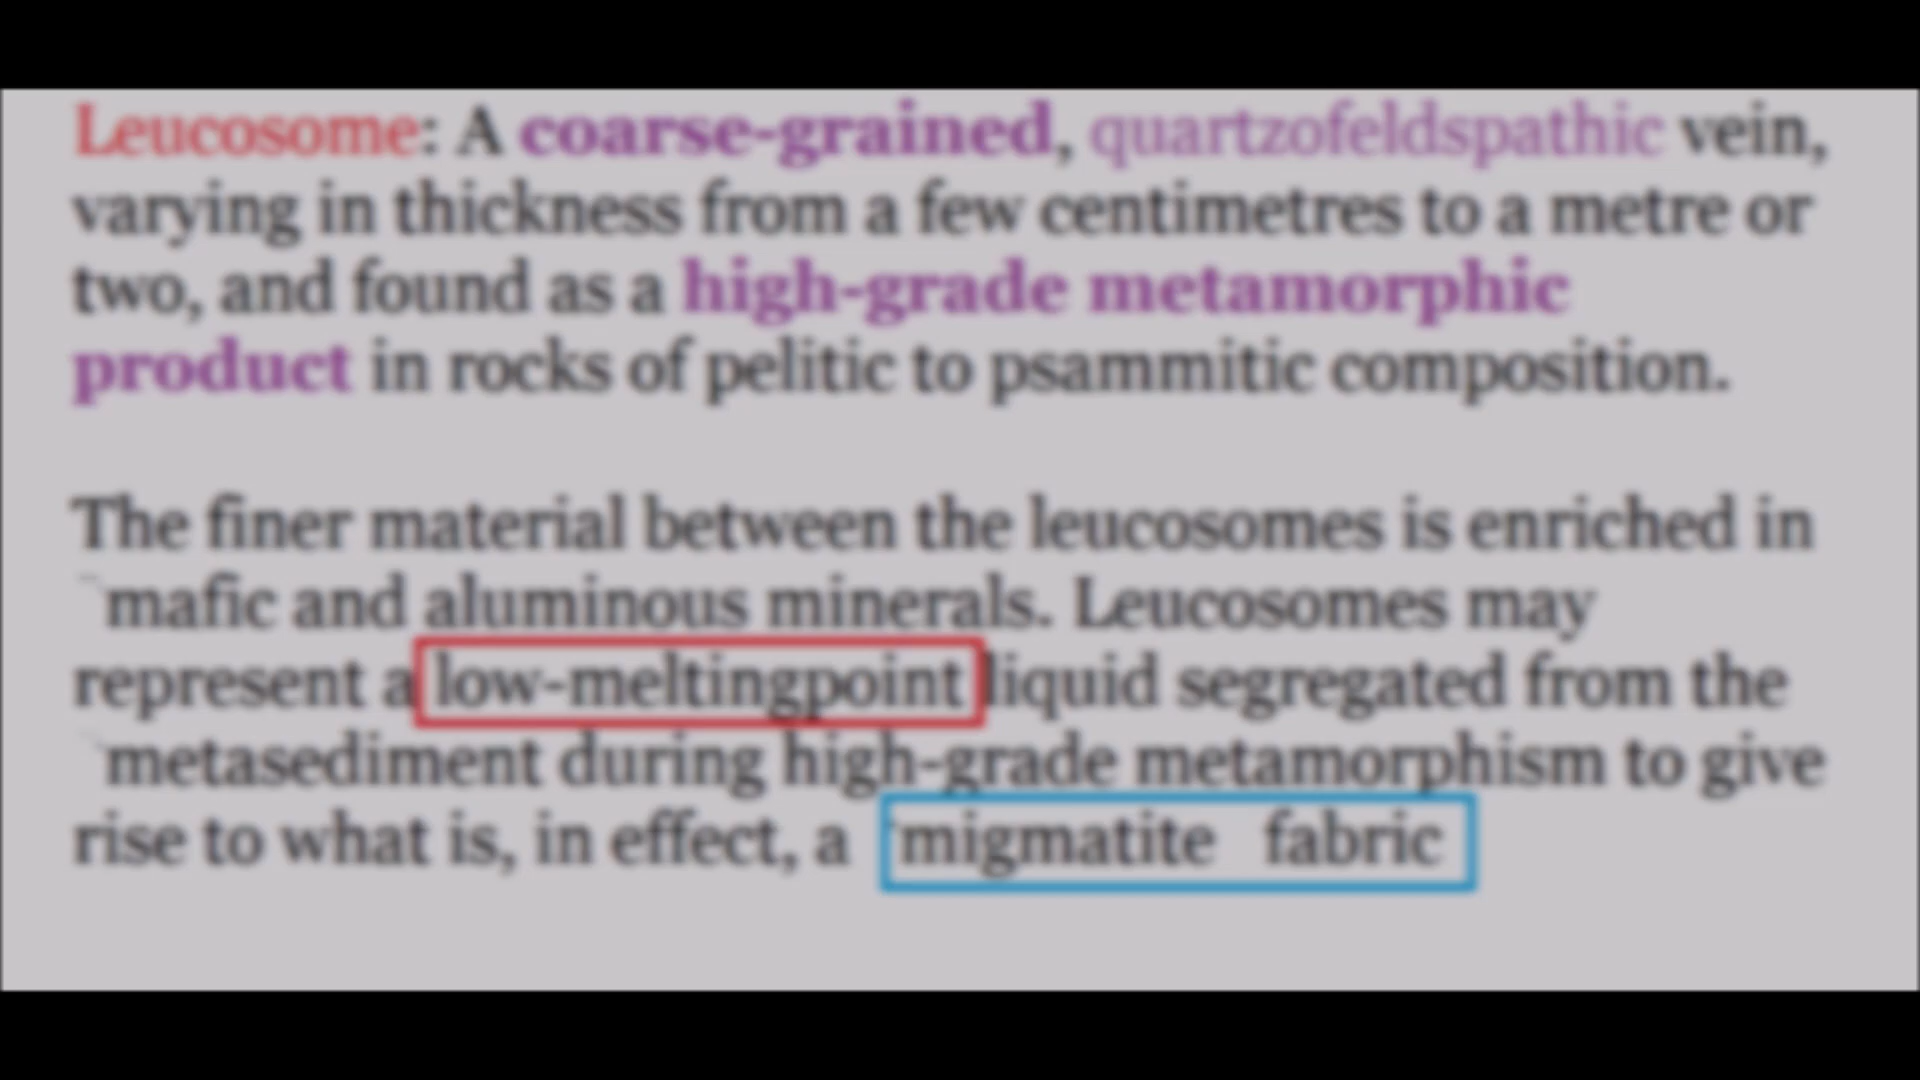 Leucosome: A coarse-grained, quartzofeldspathic vein,
varying in thickness from a few centimetres to a metre or
two, and found as a high-grade metamorphic
product in rocks of pelitic to psammitic composition.
The finer material between the leucosomes is enriched in
mafic and aluminous minerals. Leucosomes may
represent a low-meltingpoint liquid segregated from the
metasediment during high-grade metamorphism to give
rise to what is, in effect, a migmatite fabric